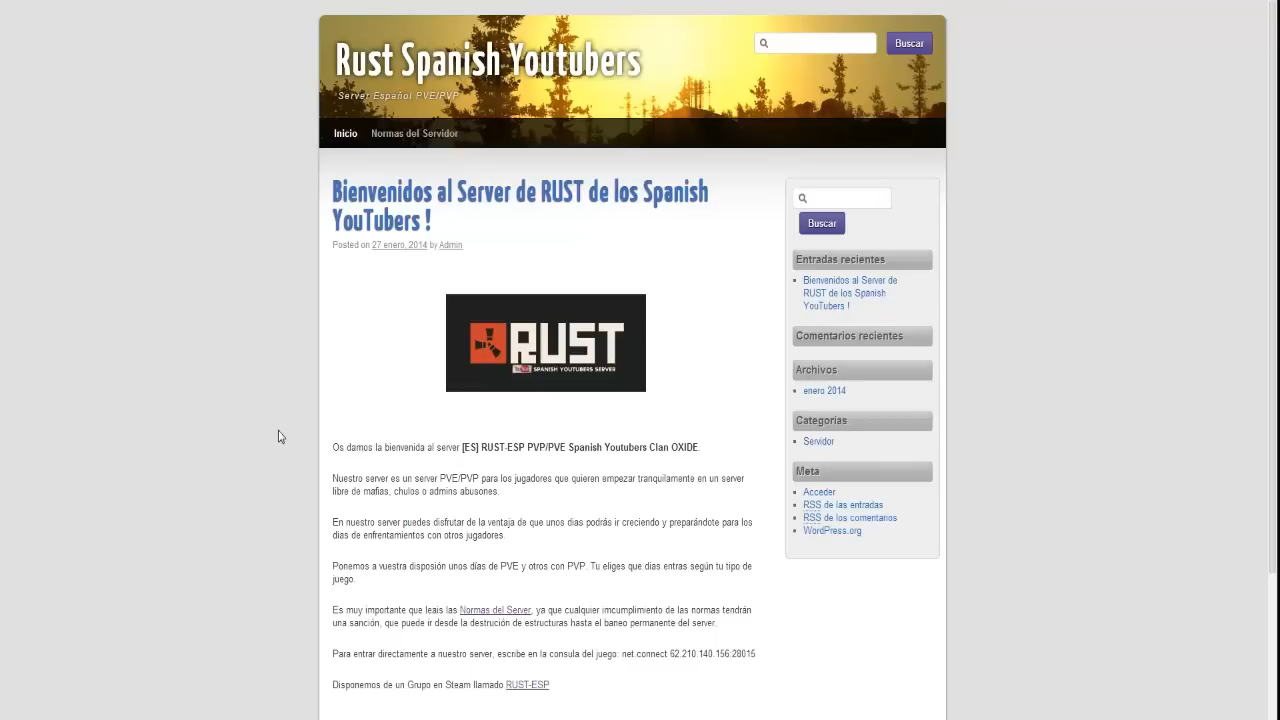 Rust Spanish Youtubers
Server Español PVE/PVP
Buscar
Inicio
Normas del Servidor
Bienvenidos al Server de RUST de los Spanish
YouTubers !
Posted on 27 enero, 2014 by Admin
RUST
SPANISH YOUTUBERS SERVER
Os damos la bienvenida al server [ES] RUST-ESP PVP/PVE Spanish Youtubers Clan OXIDE.
Nuestro server es un server PVE/PVP para los jugadores que quieren empezar tranquilamente en un server
libre de mafias, chulos o admins abusones.
En nuestro server puedes disfrutar de la ventaja de que unos dias podrás ir creciendo y preparándote para los
dias de enfrentamientos con otros jugadores.
Ponemos a vuestra disposión unos días de PVE y otros con PVP. Tu eliges que dias entras según tu tipo de
juego.
Es muy importante que leais las Normas del Server, ya que cualquier imcumplimiento de las normas tendrán
una sanción, que puede ir desde la destrución de estructuras hasta el baneo permanente del server.
Para entrar directamente a nuestro server, escribe en la consula del juego: net.connect 62.210.140.156:28015
Disponemos de un Grupo en Steam llamado RUST-ESP
Buscar
Entradas recientes
Bienvenidos al Server de
RUST de los Spanish
YouTubers !
Comentarios recientes
Archivos
enero 2014
Categorías
Servidor
Meta
Acceder
RSS de las entradas
RSS de los comentarios
WordPress.org